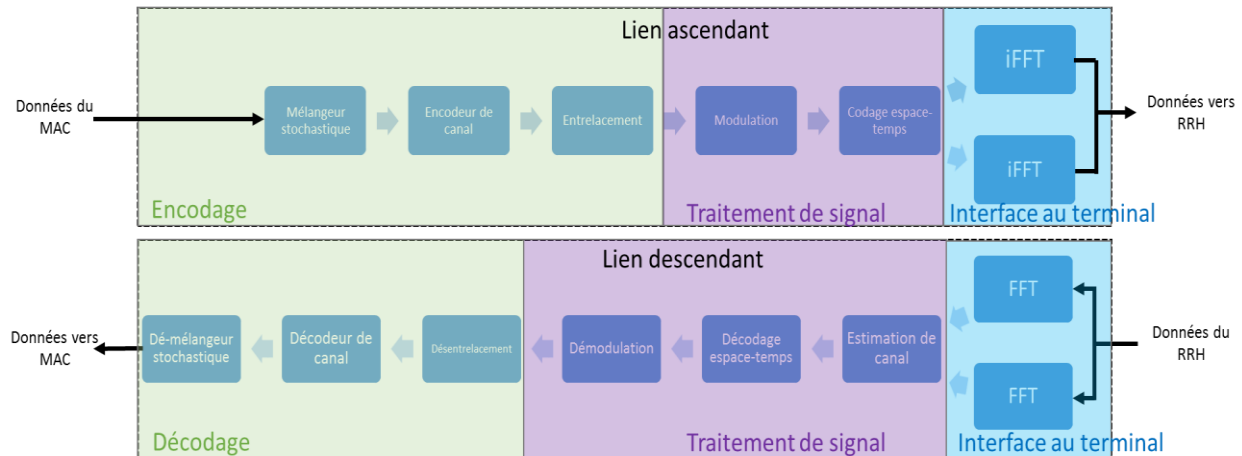 Lien ascendant
Données du
MAC
Mélangeur
stochastique
Encodeur de
canal
Entrelacement
Modulation
Codage espace-
temps
iFFT
iFFT
Données vers
RRH
Encodage
Traitement de signal
Interface au terminal
Lien descendant
Données vers
MAC
Dé-mélangeur
stochastique
Décodeur de
canal
Désentrelacement
Démodulation
Décodage
espace-temps
Estimation de
canal
FFT
FFT
Données du
RRH
Décodage
Traitement de signal
Interface au terminal